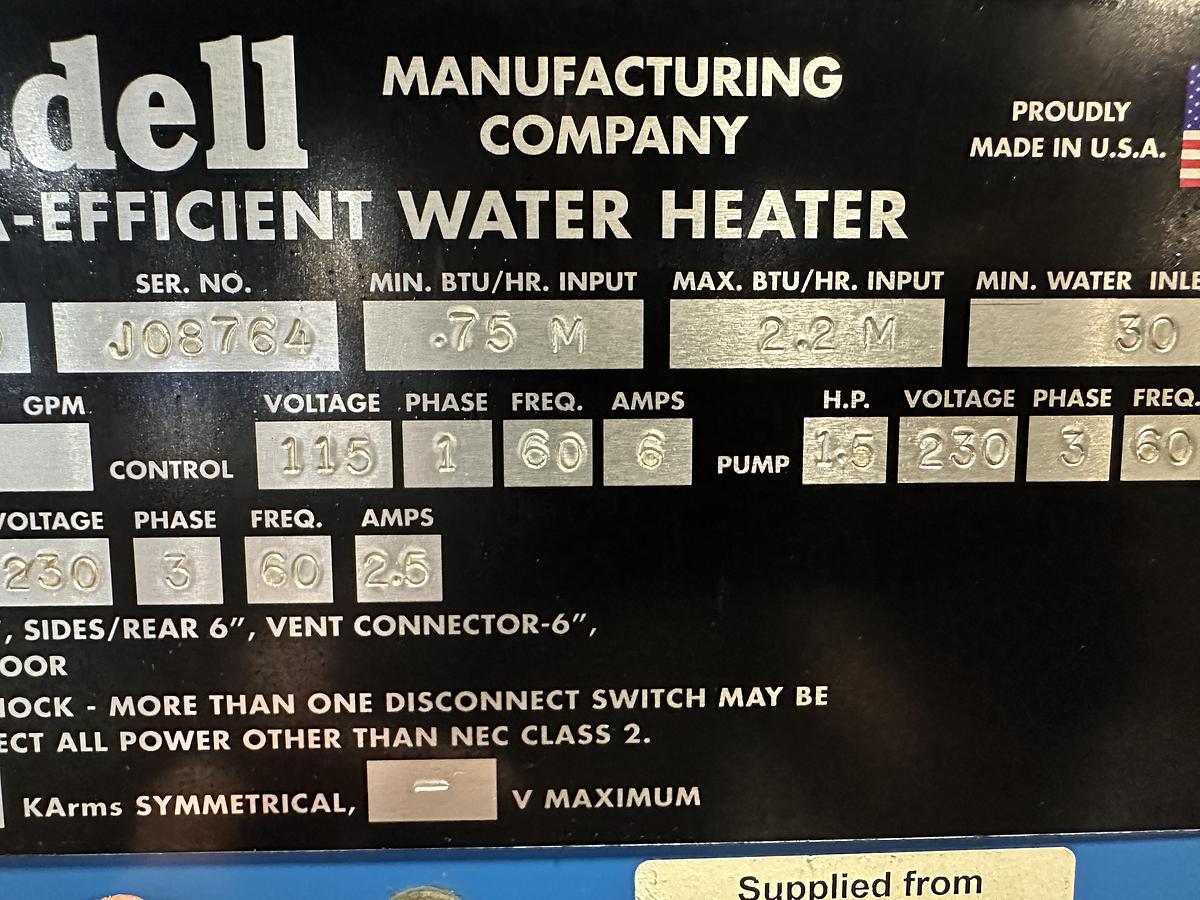 dell MANUFACTURING
COMPANY
PROUDLY
MADE IN U.S.A.
-EFFICIENT WATER HEATER
SER. NO. MIN. BTU/HR. INPUT MAX. BTU/HR. INPUT MIN. WATER INLE
J08764 .75 M 2.2 M 30
GPM VOLTAGE PHASE FREQ. AMPS H.P. VOLTAGE PHASE FREQ.
CONTROL 115 1 60 6 PUMP 1.5 230 3 60
VOLTAGE PHASE FREQ. AMPS
230 3 60 2.5
", SIDES/REAR 6", VENT CONNECTOR-6",
OOR
HOCK - MORE THAN ONE DISCONNECT SWITCH MAY BE
ECT ALL POWER OTHER THAN NEC CLASS 2.
KArms SYMMETRICAL, - V MAXIMUM
Supplied from